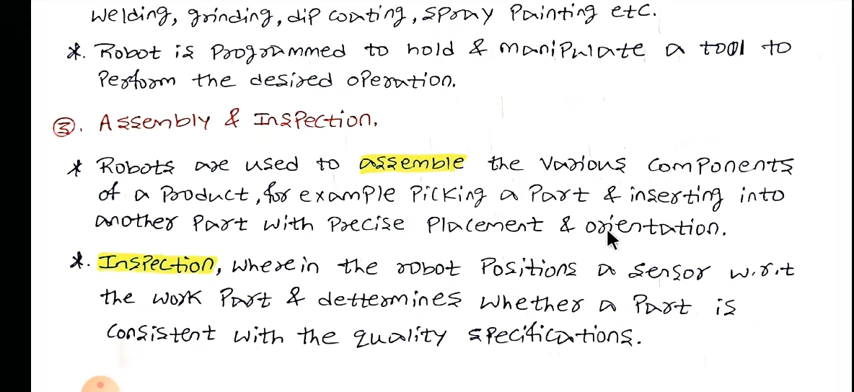 welding, grinding, dip coating, spray painting etc.
* Robot is programmed to hold & manipulate a tool to
perform the desired operation.
③. Assembly & Inspection.
* Robots are used to assemble the various components
of a product, for example picking a part & inserting into
another part with precise placement & orientation.
*. Inspection, wherein the robot positions a sensor w.r.t
the work part & dettermines whether a part is
consistent with the quality specifications.